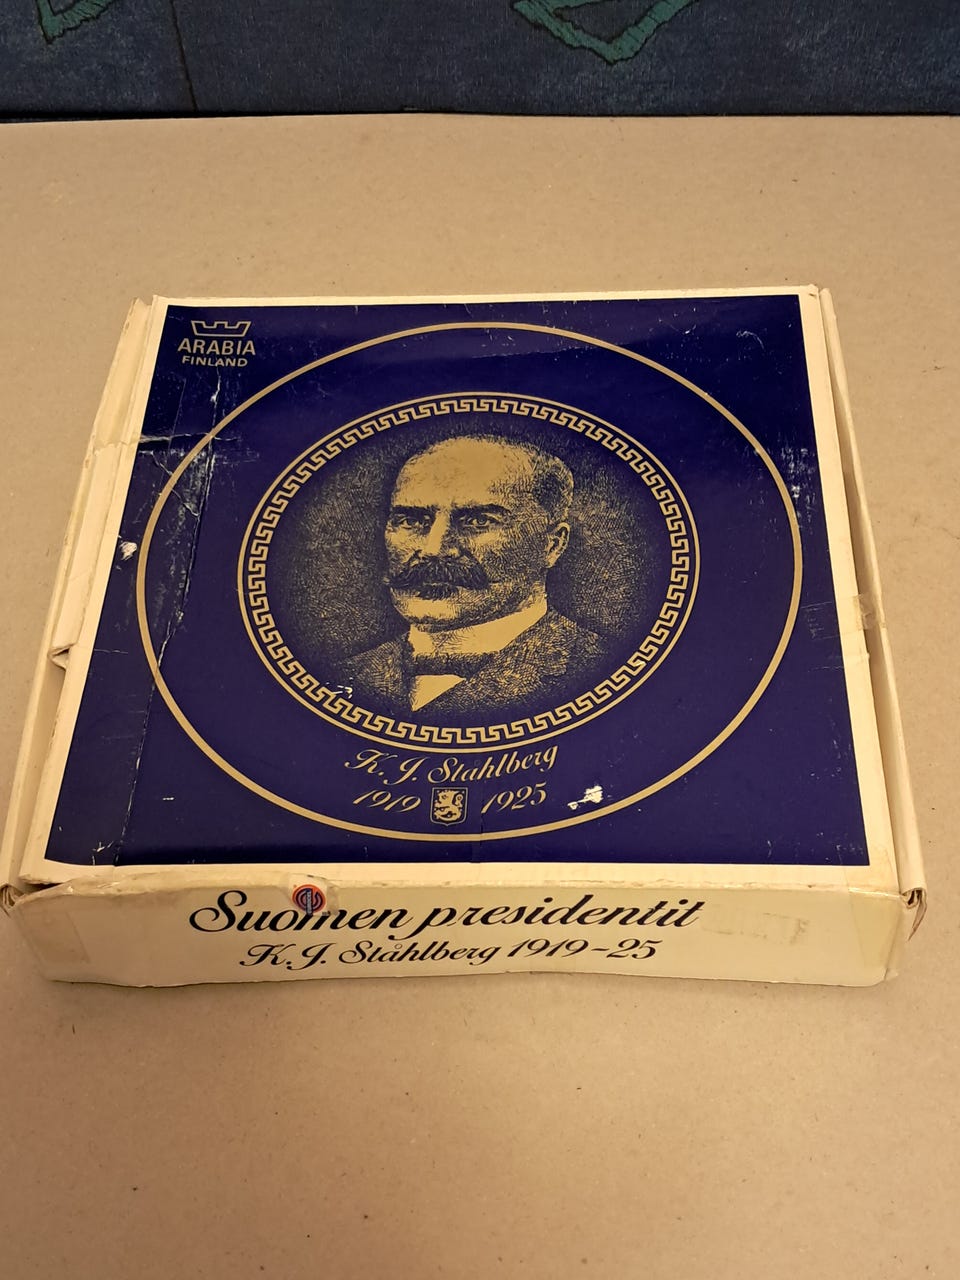 ARABIA
FINLAND
K. J. Ståhlberg
1919 1925
Suomen presidentit
K. J. Ståhlberg 1919-25